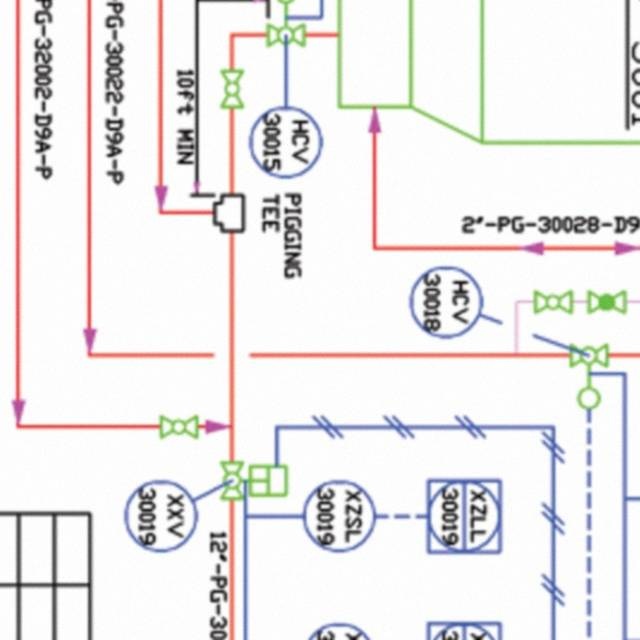 PG-32002-D9A-P
PG-30022-D9A-P
10ft MIN
HCV
30015
PIGGING
TEE
2"-PG-30028-D9
HCV
30018
XXV
30019
XZSL
30019
XZLL
30019
12"-PG-30